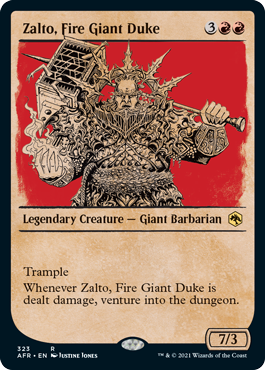 Zalto, Fire Giant Duke 3
Legendary Creature — Giant Barbarian
Trample
Whenever Zalto, Fire Giant Duke is
dealt damage, venture into the dungeon.
7/3
323 R
AFR • EN Justine Jones
™ & © 2021 Wizards of the Coast